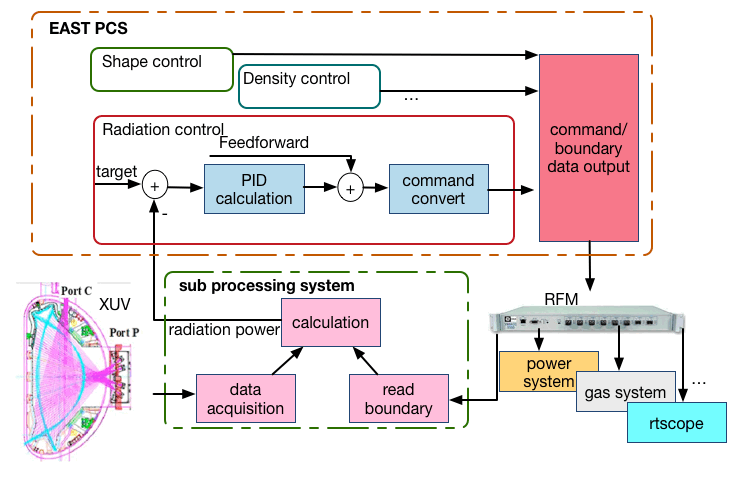 EAST PCS
Shape control
Density control
...
command/
boundary
data output
Radiation control
Feedforward
target
+
PID
calculation
+
command
convert
-
sub processing system
RFM
Port C
XUV
Port P
radiation power
calculation
data
acquisition
read
boundary
power
system
gas system
...
rtscope